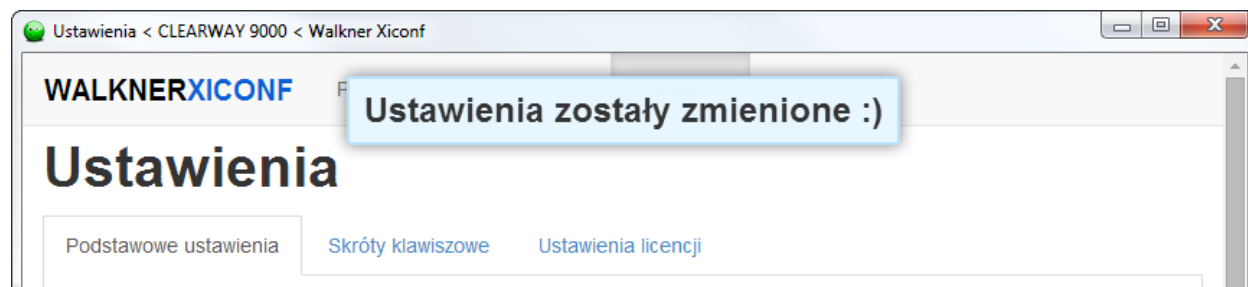 Ustawienia < CLEARWAY 9000 < Walkner Xiconf
WALKNERXICONF
Ustawienia zostały zmienione :)
Ustawienia
Podstawowe ustawienia Skróty klawiszowe Ustawienia licencji